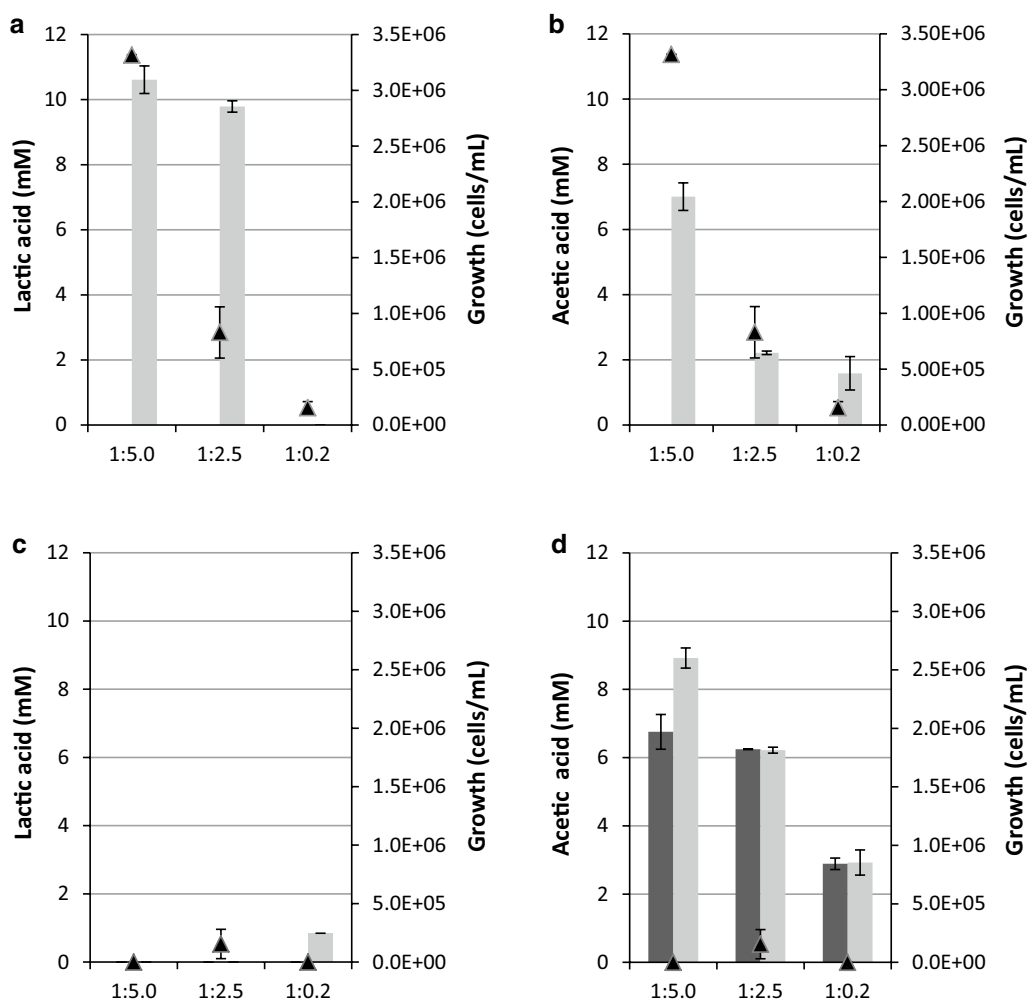 a
Lactic acid (mM)
12
10
8
6
4
2
0
3.5E+06
3.0E+06
2.5E+06
2.0E+06
1.5E+06
1.0E+06
5.0E+05
0.0E+00
Growth (cells/mL)
1:5.0 1:2.5 1:0.2
b
Acetic acid (mM)
12
10
8
6
4
2
0
3.50E+06
3.00E+06
2.50E+06
2.00E+06
1.50E+06
1.00E+06
5.00E+05
0.00E+00
Growth (cells/mL)
1:5.0 1:2.5 1:0.2
c
Lactic acid (mM)
12
10
8
6
4
2
0
3.5E+06
3.0E+06
2.5E+06
2.0E+06
1.5E+06
1.0E+06
5.0E+05
0.0E+00
Growth (cells/mL)
1:5.0 1:2.5 1:0.2
d
Acetic acid (mM)
12
10
8
6
4
2
0
3.5E+06
3.0E+06
2.5E+06
2.0E+06
1.5E+06
1.0E+06
5.0E+05
0.0E+00
Growth (cells/mL)
1:5.0 1:2.5 1:0.2